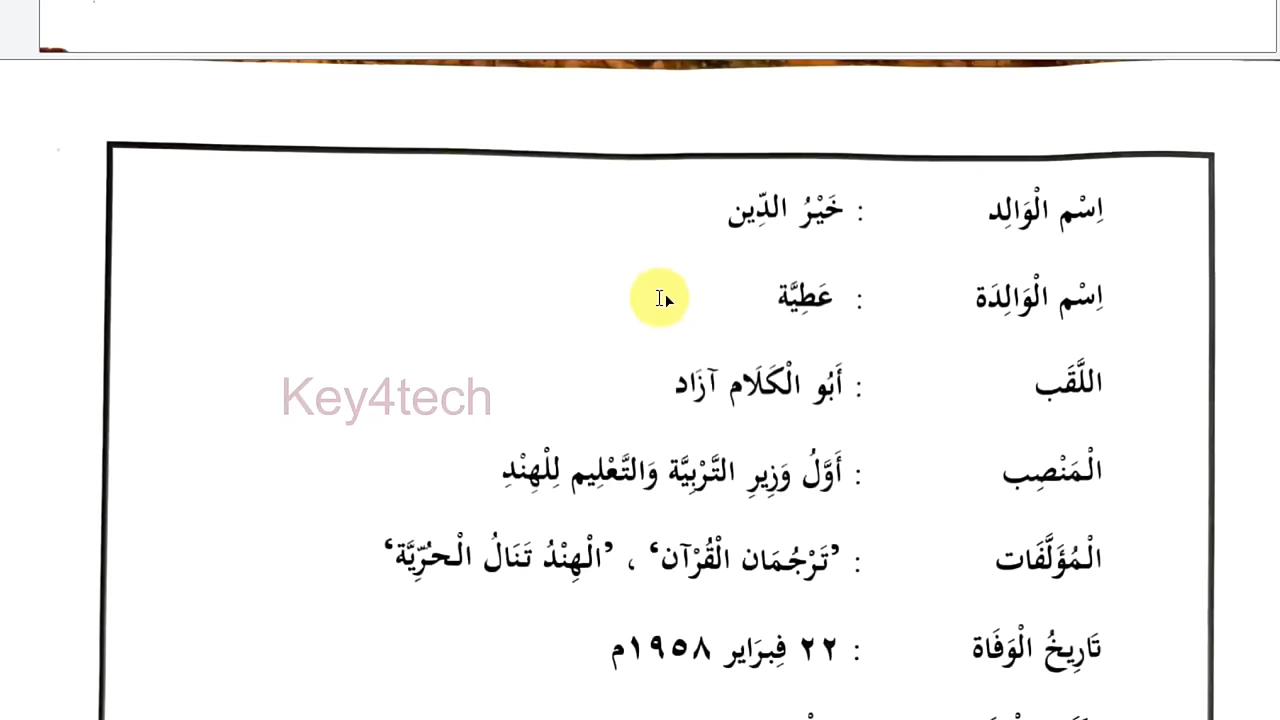 اِسْم الْوَالِد : خَيْرُ الدِّين
اِسْم الْوَالِدَة : عَطِيَّة
اللَّقَب : أَبُو الْكَلَام آزَاد
Key4tech
الْمَنْصِب : أَوَّلُ وَزِيرِ التَّرْبِيَّة وَالتَّعْلِيم لِلْهِنْدِ
الْمُؤَلَّفَات : ’تَرْجُمَان الْقُرْآن‘ ، ’الْهِنْدُ تَنَالُ الْحُرِّيَّة‘
تَارِيخُ الْوَفَاة : ٢٢ فِبرَاير ١٩٥٨م